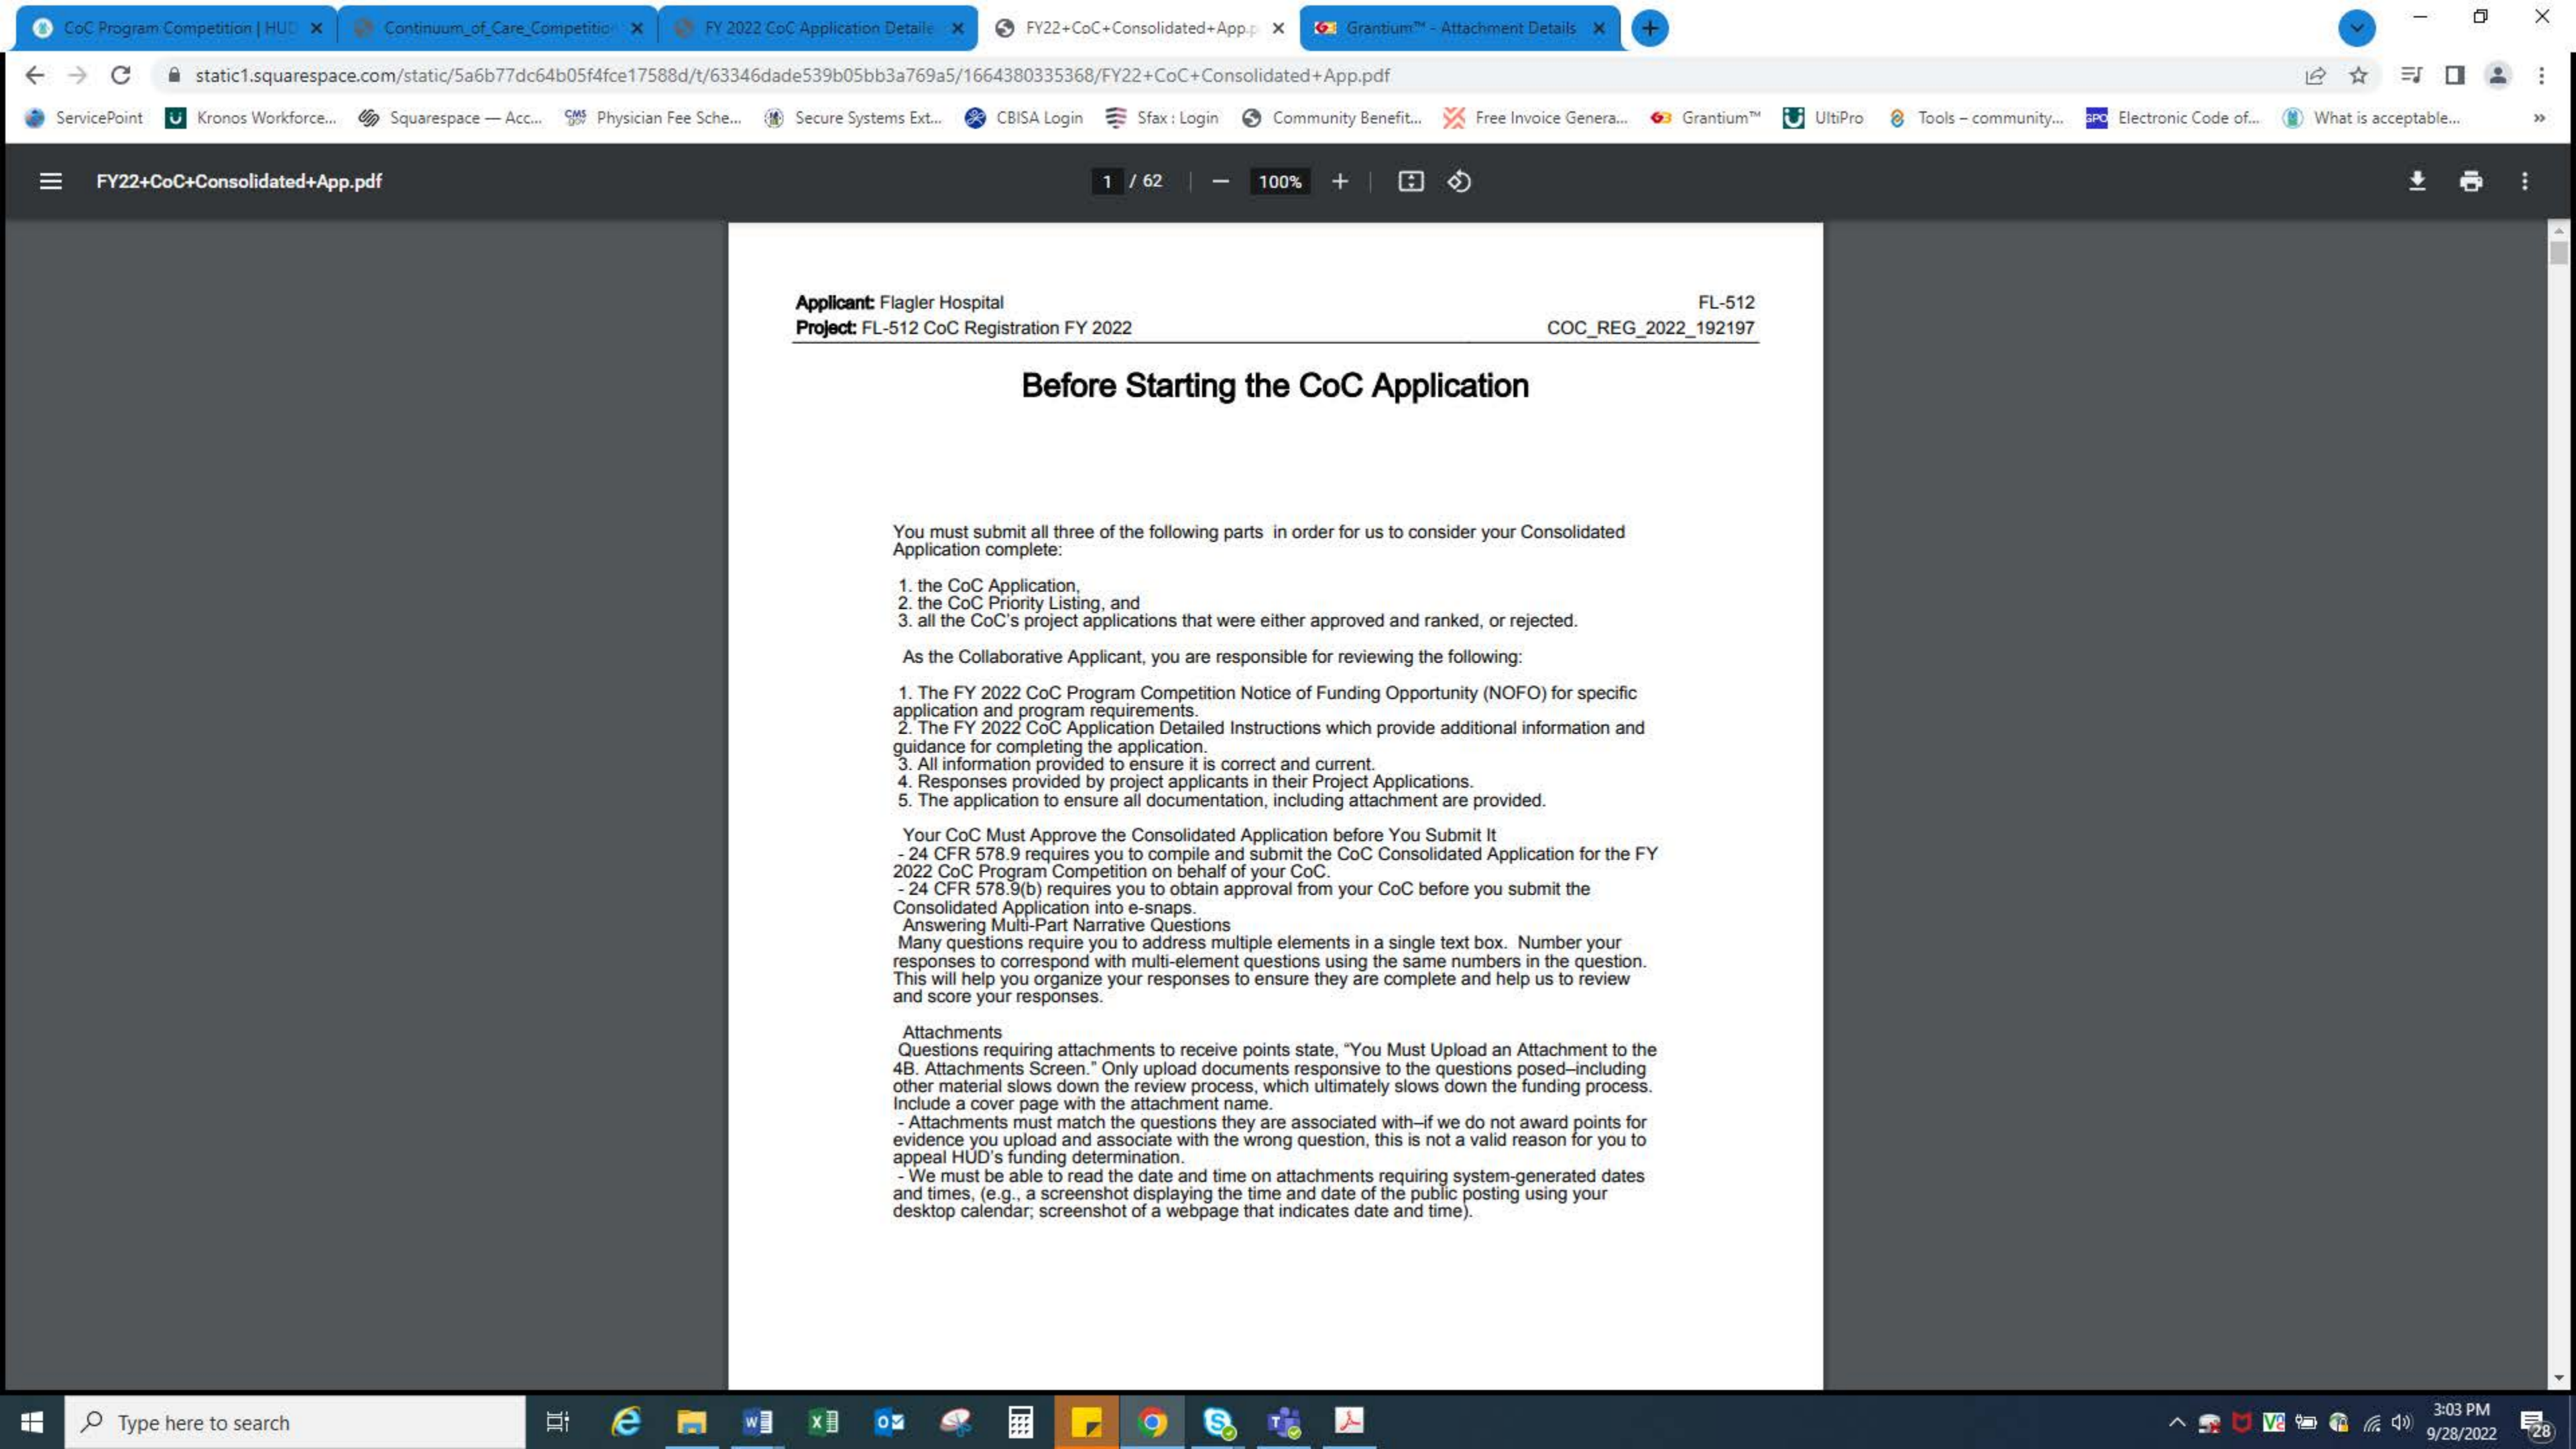 CoC Program Competition | HUD
Continuum_of_Care_Competition
FY 2022 CoC Application Detaile
FY22+CoC+Consolidated+App.p
Grantium™ - Attachment Details
static1.squarespace.com/static/5a6b77dc64b05f4fce17588d/t/63346dade539b05bb3a769a5/1664380335368/FY22+CoC+Consolidated+App.pdf
ServicePoint Kronos Workforce... Squarespace — Acc... Physician Fee Sche... Secure Systems Ext... CBISA Login Sfax : Login Community Benefit... Free Invoice Genera... Grantium™ UltiPro Tools – community... GPO Electronic Code of... What is acceptable... »
FY22+CoC+Consolidated+App.pdf
1 / 62 100%
Applicant: Flagler Hospital FL-512
Project: FL-512 CoC Registration FY 2022 COC_REG_2022_192197
Before Starting the CoC Application
You must submit all three of the following parts in order for us to consider your Consolidated
Application complete:
1. the CoC Application,
2. the CoC Priority Listing, and
3. all the CoC's project applications that were either approved and ranked, or rejected.
As the Collaborative Applicant, you are responsible for reviewing the following:
1. The FY 2022 CoC Program Competition Notice of Funding Opportunity (NOFO) for specific
application and program requirements.
2. The FY 2022 CoC Application Detailed Instructions which provide additional information and
guidance for completing the application.
3. All information provided to ensure it is correct and current.
4. Responses provided by project applicants in their Project Applications.
5. The application to ensure all documentation, including attachment are provided.
Your CoC Must Approve the Consolidated Application before You Submit It
- 24 CFR 578.9 requires you to compile and submit the CoC Consolidated Application for the FY
2022 CoC Program Competition on behalf of your CoC.
- 24 CFR 578.9(b) requires you to obtain approval from your CoC before you submit the
Consolidated Application into e-snaps.
Answering Multi-Part Narrative Questions
Many questions require you to address multiple elements in a single text box. Number your
responses to correspond with multi-element questions using the same numbers in the question.
This will help you organize your responses to ensure they are complete and help us to review
and score your responses.
Attachments
Questions requiring attachments to receive points state, “You Must Upload an Attachment to the
4B. Attachments Screen.” Only upload documents responsive to the questions posed–including
other material slows down the review process, which ultimately slows down the funding process.
Include a cover page with the attachment name.
- Attachments must match the questions they are associated with–if we do not award points for
evidence you upload and associate with the wrong question, this is not a valid reason for you to
appeal HUD's funding determination.
- We must be able to read the date and time on attachments requiring system-generated dates
and times, (e.g., a screenshot displaying the time and date of the public posting using your
desktop calendar; screenshot of a webpage that indicates date and time).
Type here to search
3:03 PM
9/28/2022
28